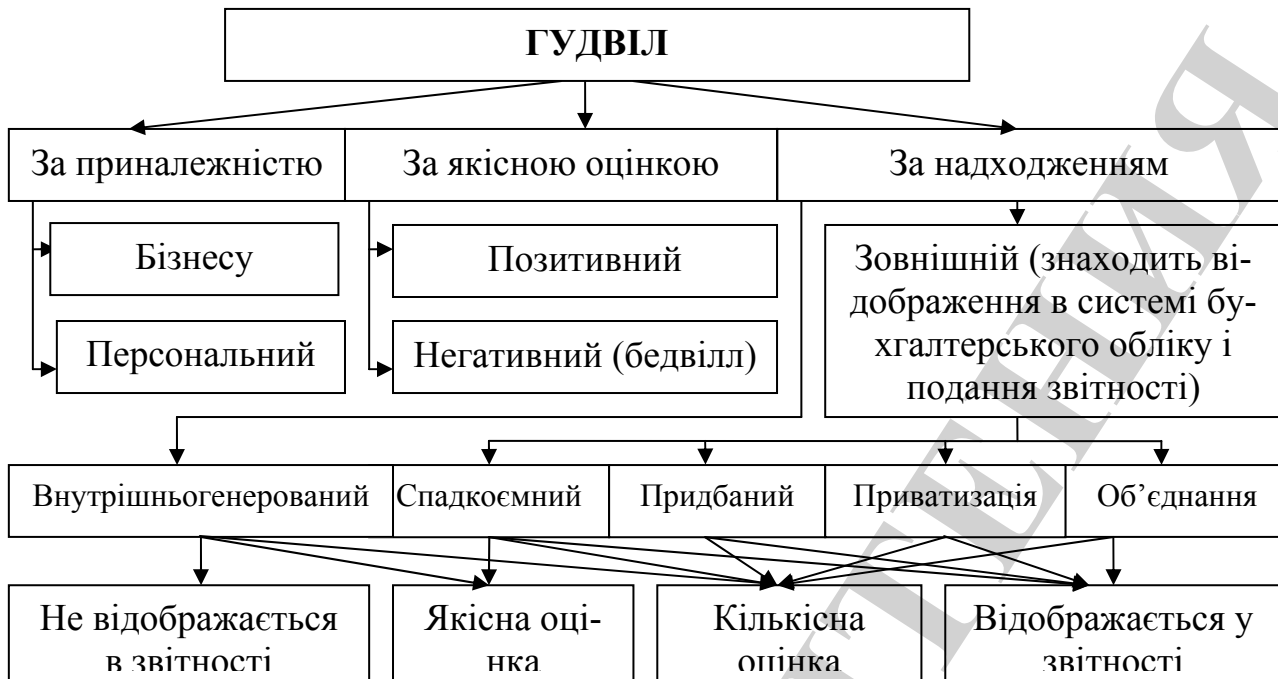 ГУДВІЛ
За приналежністю
За якісною оцінкою
За надходженням
Бізнесу
Позитивний
Зовнішній (знаходить ві-
дображення в системі бу-
хгалтерського обліку і
подання звітності)
Персональний
Негативний (бедвілл)
Внутрішньогенерований
Спадкоємний
Придбаний
Приватизація
Об’єднання
Не відображається
в звітності
Якісна оці-
нка
Кількісна
оцінка
Відображається у
звітності